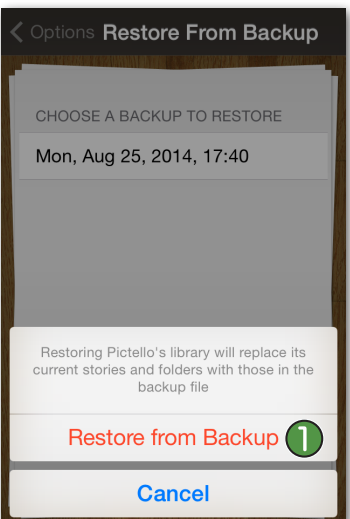 Options Restore From Backup
CHOOSE A BACKUP TO RESTORE
Mon, Aug 25, 2014, 17:40
Restoring Pictello's library will replace its
current stories and folders with those in the
backup file
Restore from Backup 1
Cancel